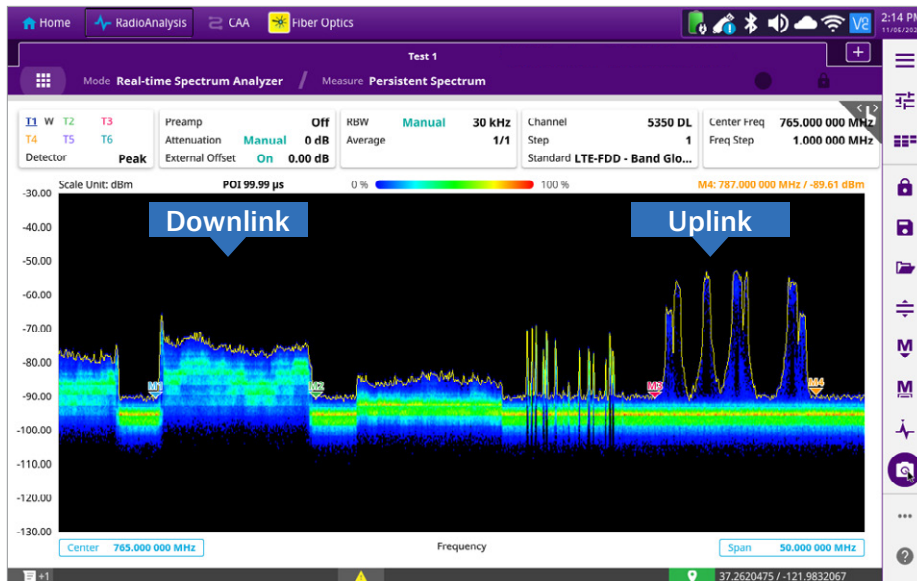 Home RadioAnalysis CAA Fiber Optics V2 2:14 PM
11/05/202
Test 1 +
Mode Real-time Spectrum Analyzer / Measure Persistent Spectrum
T1 W T2 T3 Preamp Off RBW Manual 30 kHz Channel 5350 DL Center Freq 765.000 000 MHz
T4 T5 T6 Attenuation Manual 0 dB Average 1/1 Step 1 Freq Step 1.000 000 MHz
Detector Peak External Offset On 0.00 dB Standard LTE-FDD - Band Glo...
Scale Unit: dBm POI 99.99 µs 0 % 100 % M4: 787.000 000 MHz / -89.61 dBm
-30.00
Downlink Uplink
-40.00
-50.00
-60.00
-70.00
-80.00
M1 M2 M3 M4
-90.00
-100.00
-110.00
-120.00
-130.00
Center 765.000 000 MHz Frequency Span 50.000 000 MHz
+1 37.2620475 / -121.9832067
M
M
...
?